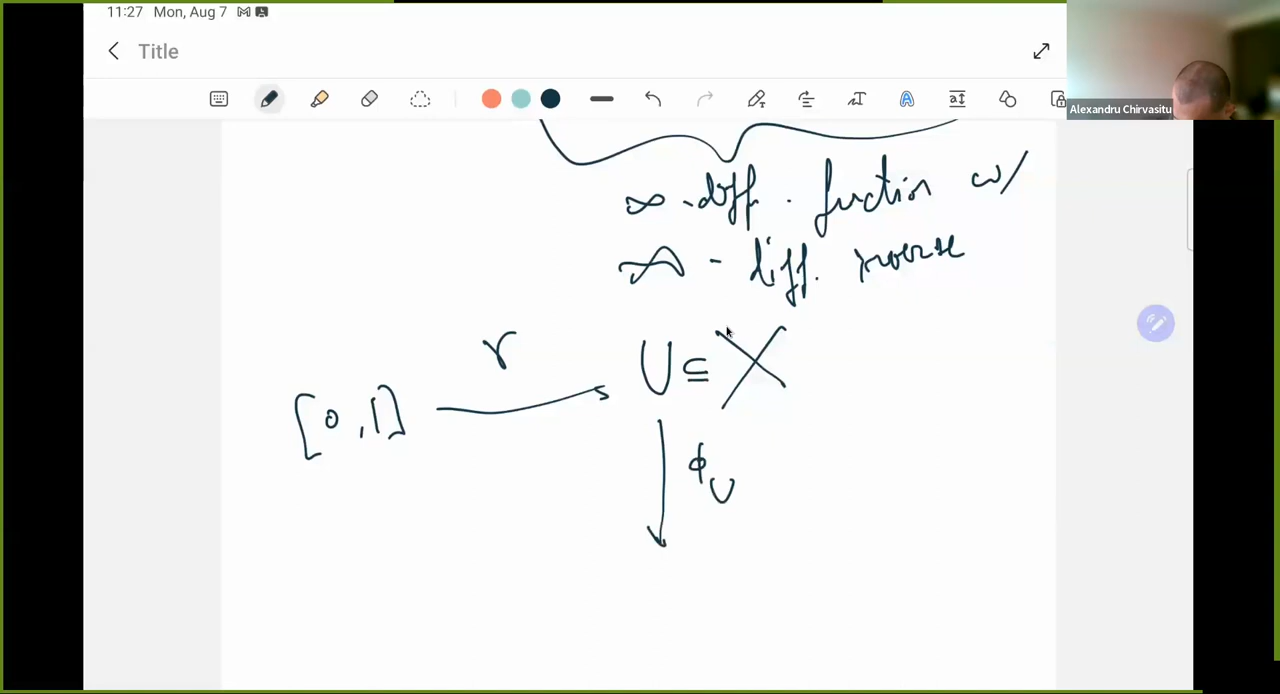 11:27 Mon, Aug 7
Title
Alexandru Chirvasitu
∞-diff. function w/
∞-diff. inverse
γ
[0,1] → U ⊆ X
ϕ_U